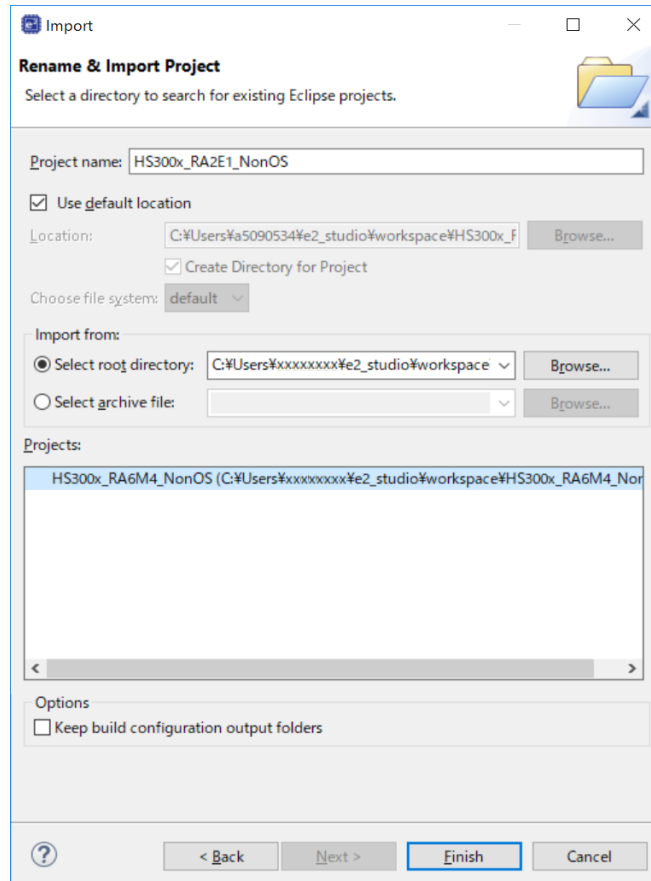 Import
Rename & Import Project
Select a directory to search for existing Eclipse projects.
Project name: HS300x_RA2E1_NonOS
Use default location
Location: C:¥Users¥a5090534¥e2_studio¥workspace¥HS300x_F Browse...
Create Directory for Project
Choose file system: default
Import from:
Select root directory: C:¥Users¥xxxxxxxx¥e2_studio¥workspace Browse...
Select archive file: Browse...
Projects:
HS300x_RA6M4_NonOS (C:¥Users¥xxxxxxxx¥e2_studio¥workspace¥HS300x_RA6M4_Nor
Options
Keep build configuration output folders
? < Back Next > Finish Cancel